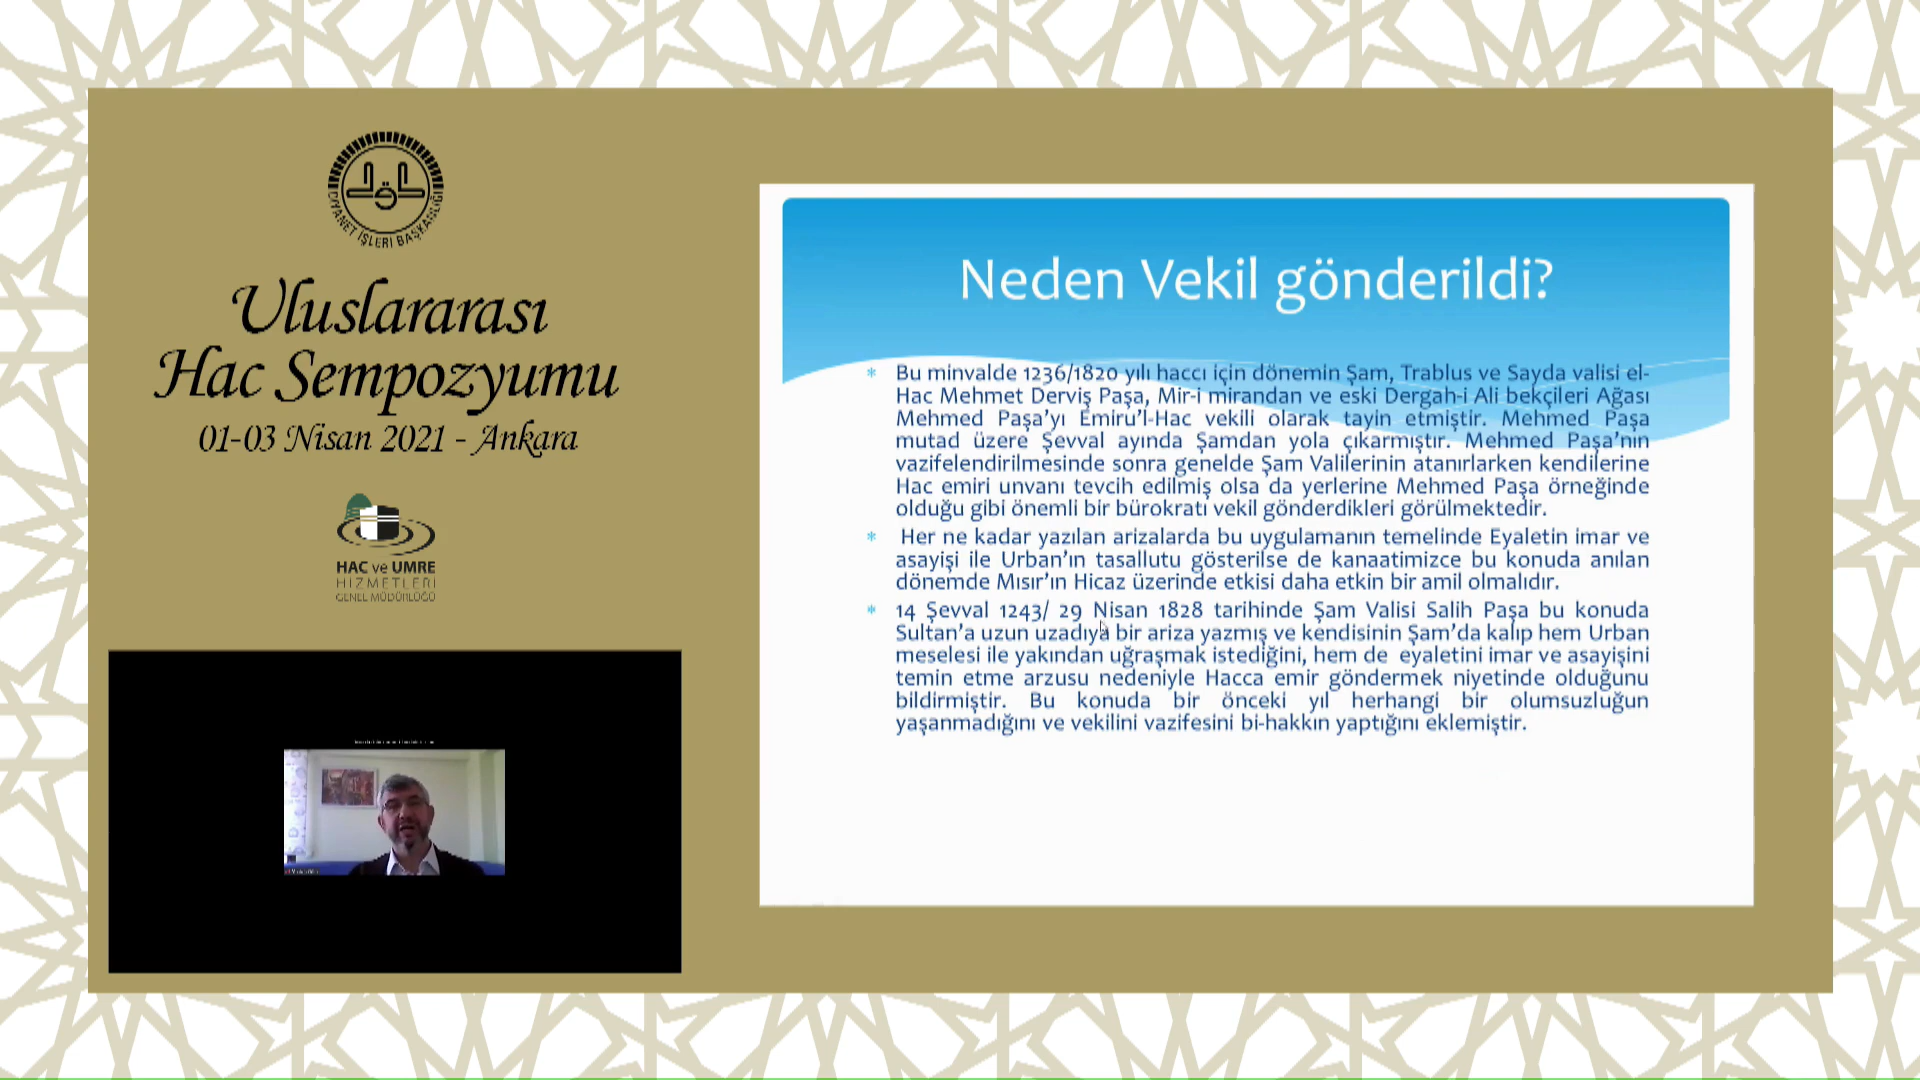 DİYANET İŞLERİ BAŞKANLIĞI
Uluslararası
Hac Sempozyumu
01-03 Nisan 2021 - Ankara
HAC ve UMRE
HİZMETLERİ
GENEL MÜDÜRLÜĞÜ
Neden Vekil gönderildi?
* Bu minvalde 1236/1820 yılı haccı için dönemin Şam, Trablus ve Sayda valisi el-
Hac Mehmet Derviş Paşa, Mir-i mirandan ve eski Dergah-i Ali bekçileri Ağası
Mehmed Paşa’yı Emiru’l-Hac vekili olarak tayin etmiştir. Mehmed Paşa
mutad üzere Şevval ayında Şamdan yola çıkarmıştır. Mehmed Paşa’nın
vazifelendirilmesinde sonra genelde Şam Valilerinin atanırlarken kendilerine
Hac emiri unvanı tevcih edilmiş olsa da yerlerine Mehmed Paşa örneğinde
olduğu gibi önemli bir bürokratı vekil gönderdikleri görülmektedir.
* Her ne kadar yazılan arizalarda bu uygulamanın temelinde Eyaletin imar ve
asayişi ile Urban’ın tasallutu gösterilse de kanaatimizce bu konuda anılan
dönemde Mısır’ın Hicaz üzerinde etkisi daha etkin bir amil olmalıdır.
* 14 Şevval 1243/ 29 Nisan 1828 tarihinde Şam Valisi Salih Paşa bu konuda
Sultan’a uzun uzadıya bir ariza yazmış ve kendisinin Şam’da kalıp hem Urban
meselesi ile yakından uğraşmak istediğini, hem de eyaletini imar ve asayişini
temin etme arzusu nedeniyle Hacca emir göndermek niyetinde olduğunu
bildirmiştir. Bu konuda bir önceki yıl herhangi bir olumsuzluğun
yaşanmadığını ve vekilini vazifesini bi-hakkın yaptığını eklemiştir.